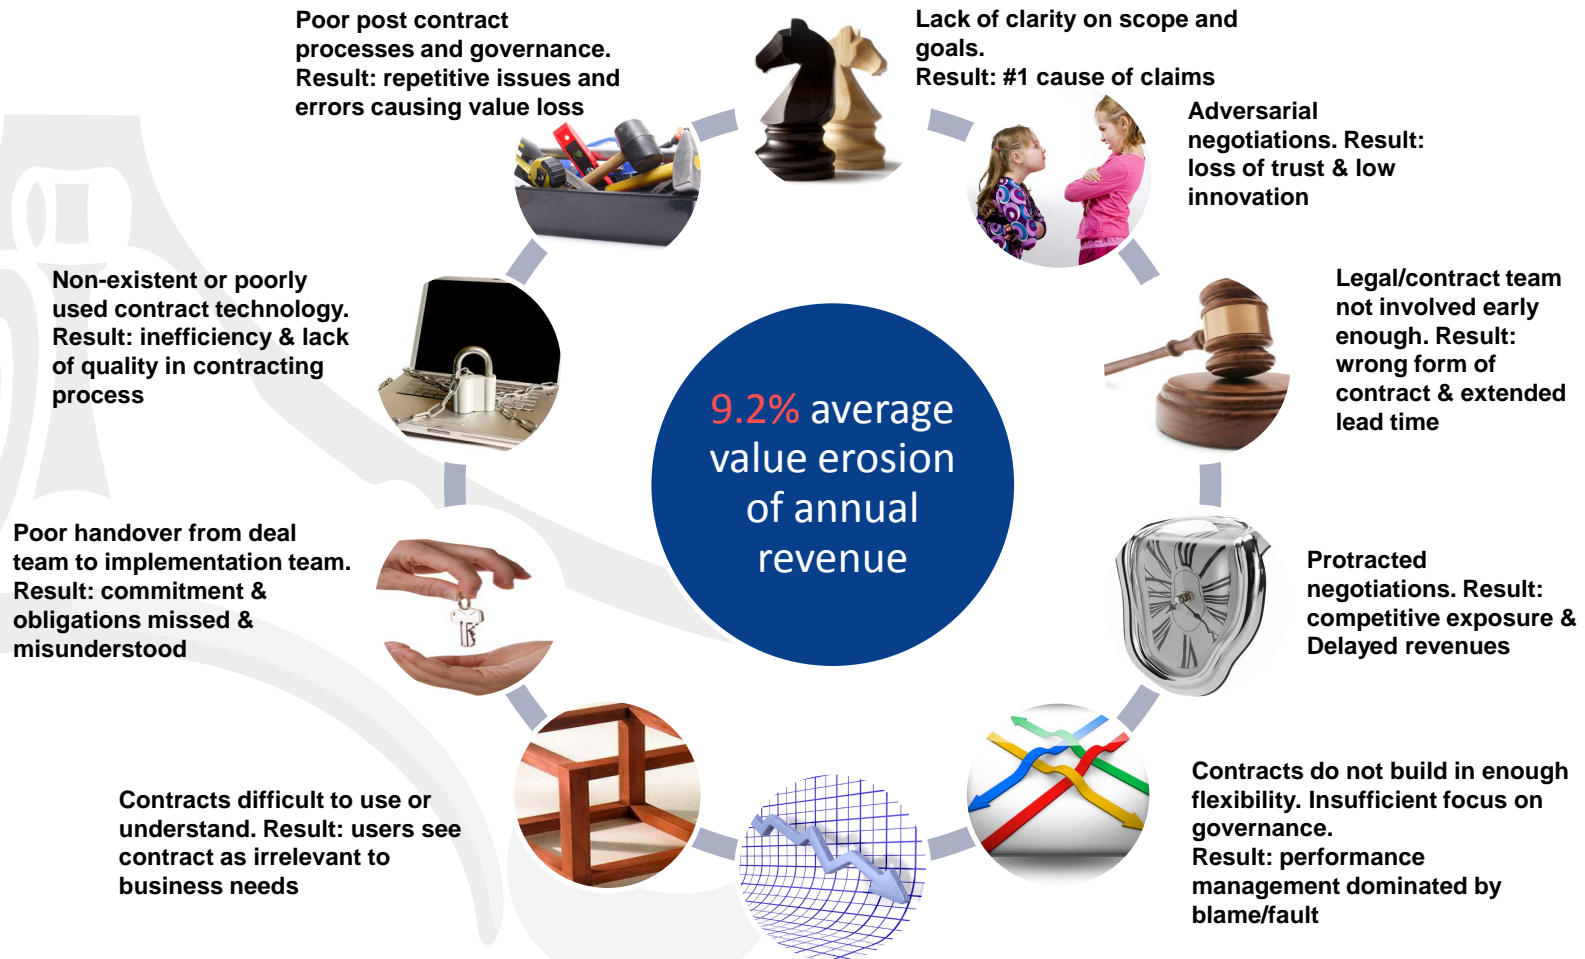 Poor post contract
processes and governance.
Result: repetitive issues and
errors causing value loss
Lack of clarity on scope and
goals.
Result: #1 cause of claims
Adversarial
negotiations. Result:
loss of trust & low
innovation
Legal/contract team
not involved early
enough. Result:
wrong form of
contract & extended
lead time
Protracted
negotiations. Result:
competitive exposure &
Delayed revenues
Contracts do not build in enough
flexibility. Insufficient focus on
governance.
Result: performance
management dominated by
blame/fault
Contracts difficult to use or
understand. Result: users see
contract as irrelevant to
business needs
Poor handover from deal
team to implementation team.
Result: commitment &
obligations missed &
misunderstood
Non-existent or poorly
used contract technology.
Result: inefficiency & lack
of quality in contracting
process
9.2% average
value erosion
of annual
revenue